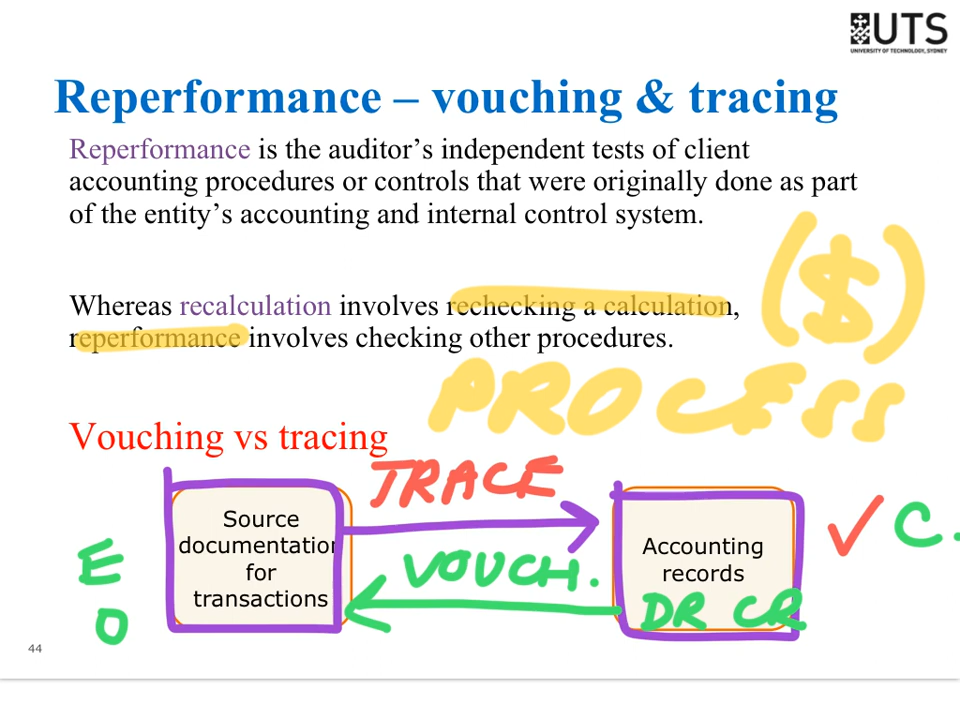 UTS
UNIVERSITY OF TECHNOLOGY, SYDNEY
Reperformance – vouching & tracing
Reperformance is the auditor’s independent tests of client
accounting procedures or controls that were originally done as part
of the entity’s accounting and internal control system.
($)
Whereas recalculation involves rechecking a calculation,
reperformance involves checking other procedures.
PROCESS
Vouching vs tracing
TRACE
Source
documentation
for
transactions
Accounting
records
✓ C.
E
O
VOUCH.
DR CR
44